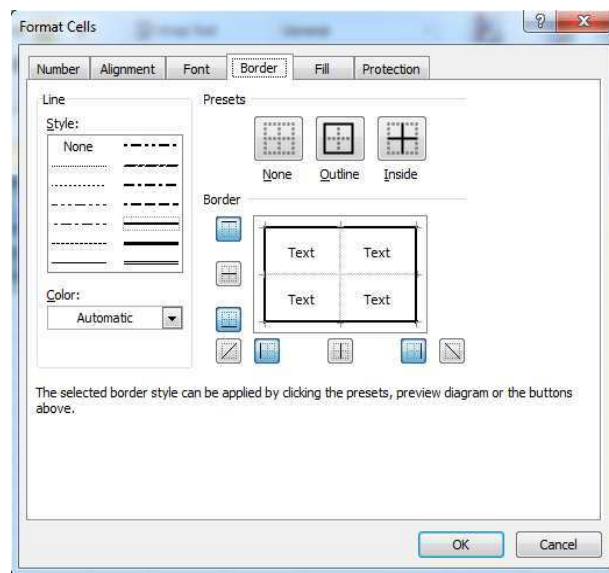 Format Cells
Number Alignment Font Border Fill Protection
Line
Style:
None
Color:
Automatic
Presets
None Outline Inside
Border
Text Text
Text Text
The selected border style can be applied by clicking the presets, preview diagram or the buttons
above.
OK Cancel